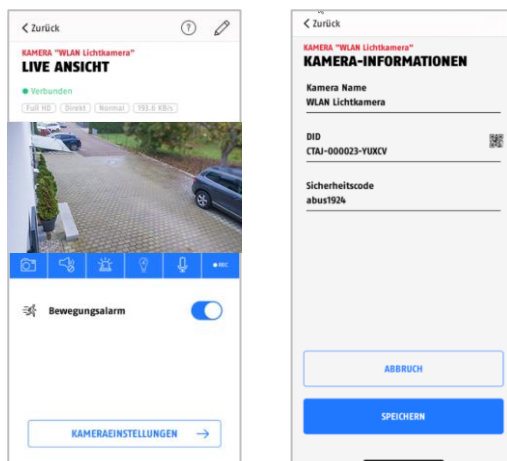 Zurück
KAMERA "WLAN Lichtkamera"
LIVE ANSICHT
Verbunden
Full HD Direkt Normal 195.6 KB/s
REC
Bewegungsalarm
KAMERAEINSTELLUNGEN
Zurück
KAMERA "WLAN Lichtkamera"
KAMERA-INFORMATIONEN
Kamera Name
WLAN Lichtkamera
DID
CTAJ-000023-YUXCV
Sicherheitscode
abus1924
ABBRUCH
SPEICHERN